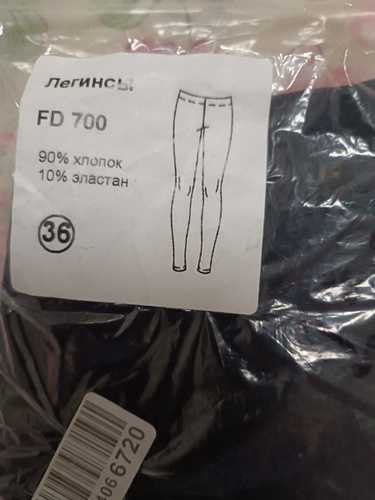 Легинсы
FD 700
90% хлопок
10% эластан
36
066720